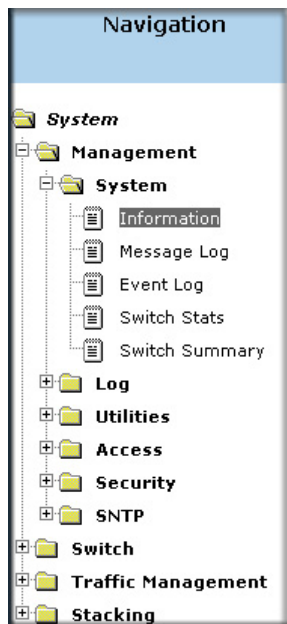 Navigation
System
Management
System
Information
Message Log
Event Log
Switch Stats
Switch Summary
Log
Utilities
Access
Security
SNTP
Switch
Traffic Management
Stacking